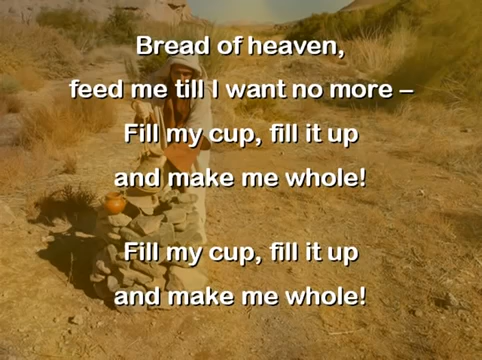 Bread of heaven,
feed me till I want no more –
Fill my cup, fill it up
and make me whole!
Fill my cup, fill it up
and make me whole!